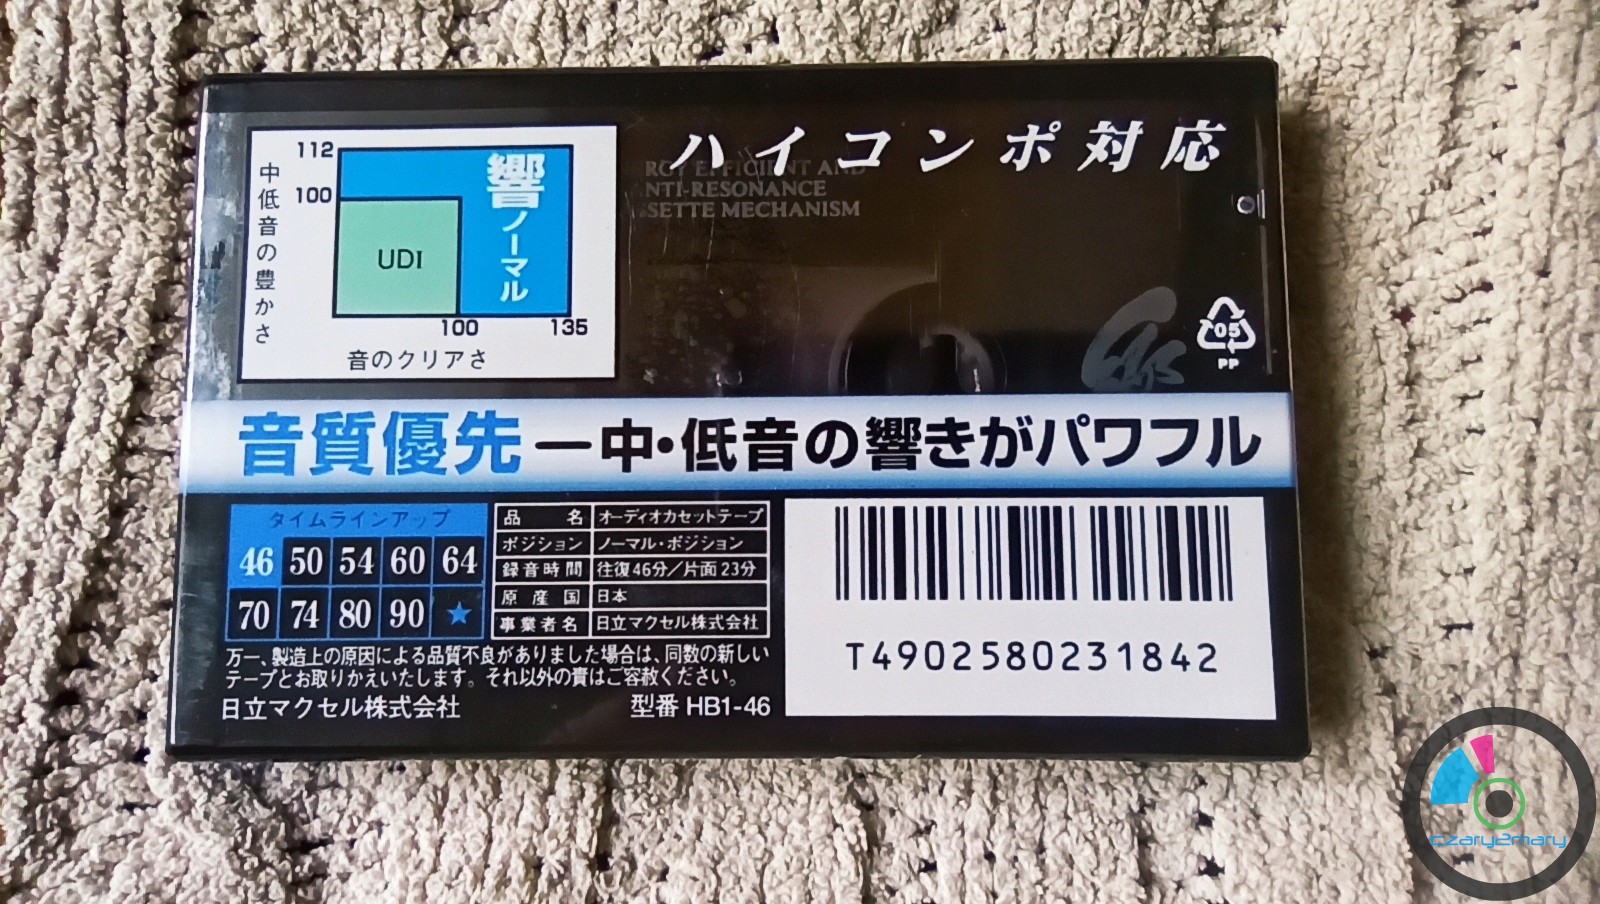 ハイコンポ対応
112
100
中低音の豊かさ
響
ノーマル
UDI
100 135
音のクリアさ
NTI-RESONANCE
SETTE MECHANISM
響
05
PP
音質優先ー中・低音の響きがパワフル
タイムラインアップ
46 50 54 60 64
70 74 80 90 ★
品名 オーディオカセットテープ
ポジション ノーマル・ポジション
録音時間 往復46分／片面23分
原産国 日本
事業者名 日立マクセル株式会社
万一、製造上の原因による品質不良がありました場合は、同数の新しい
テープとお取りかえいたします。それ以外の責はご容赦ください。
日立マクセル株式会社 型番 HB1-46
T4902580231842
czary2mary